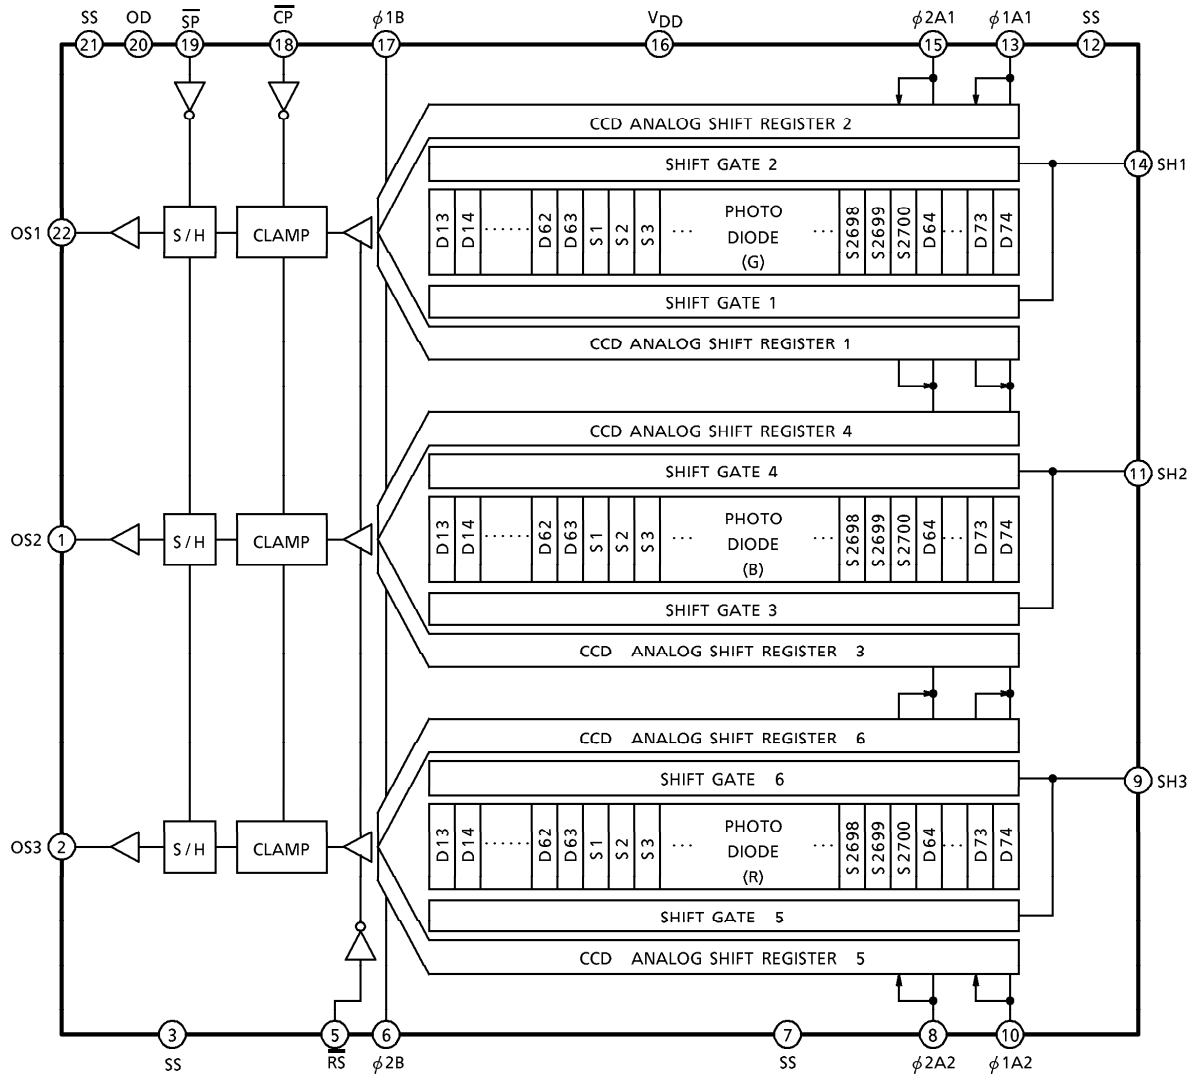 SS OD SP CP ϕ1B VDD ϕ2A1 ϕ1A1 SS
21 20 19 18 17 16 15 13 12
CCD ANALOG SHIFT REGISTER 2
SHIFT GATE 2
14 SH1
D13 D14 ······ D62 D63 S1 S2 S3 ··· PHOTO DIODE (G) ··· S2698 S2699 S2700 D64 ··· D73 D74
OS1 22 S/H CLAMP
SHIFT GATE 1
CCD ANALOG SHIFT REGISTER 1
CCD ANALOG SHIFT REGISTER 4
SHIFT GATE 4
11 SH2
D13 D14 ······ D62 D63 S1 S2 S3 ··· PHOTO DIODE (B) ··· S2698 S2699 S2700 D64 ··· D73 D74
OS2 1 S/H CLAMP
SHIFT GATE 3
CCD ANALOG SHIFT REGISTER 3
CCD ANALOG SHIFT REGISTER 6
SHIFT GATE 6
9 SH3
D13 D14 ······ D62 D63 S1 S2 S3 ··· PHOTO DIODE (R) ··· S2698 S2699 S2700 D64 ··· D73 D74
OS3 2 S/H CLAMP
SHIFT GATE 5
CCD ANALOG SHIFT REGISTER 5
3 5 6 7 8 10
SS RS ϕ2B SS ϕ2A2 ϕ1A2